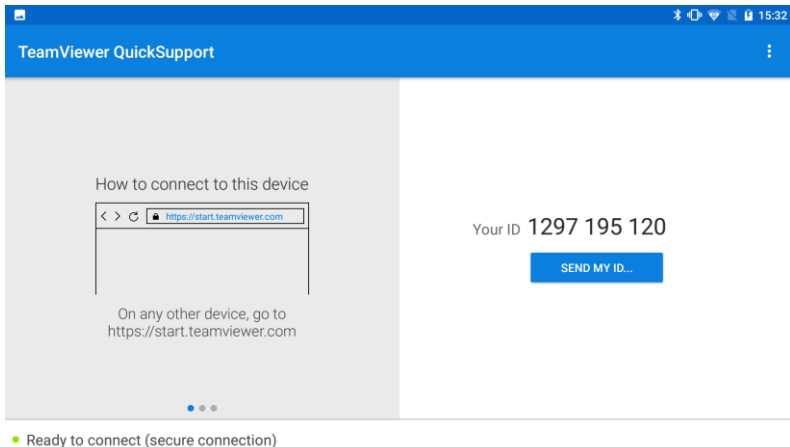 15:32
TeamViewer QuickSupport
How to connect to this device
https://start.teamviewer.com
On any other device, go to
https://start.teamviewer.com
Your ID 1297 195 120
SEND MY ID...
Ready to connect (secure connection)